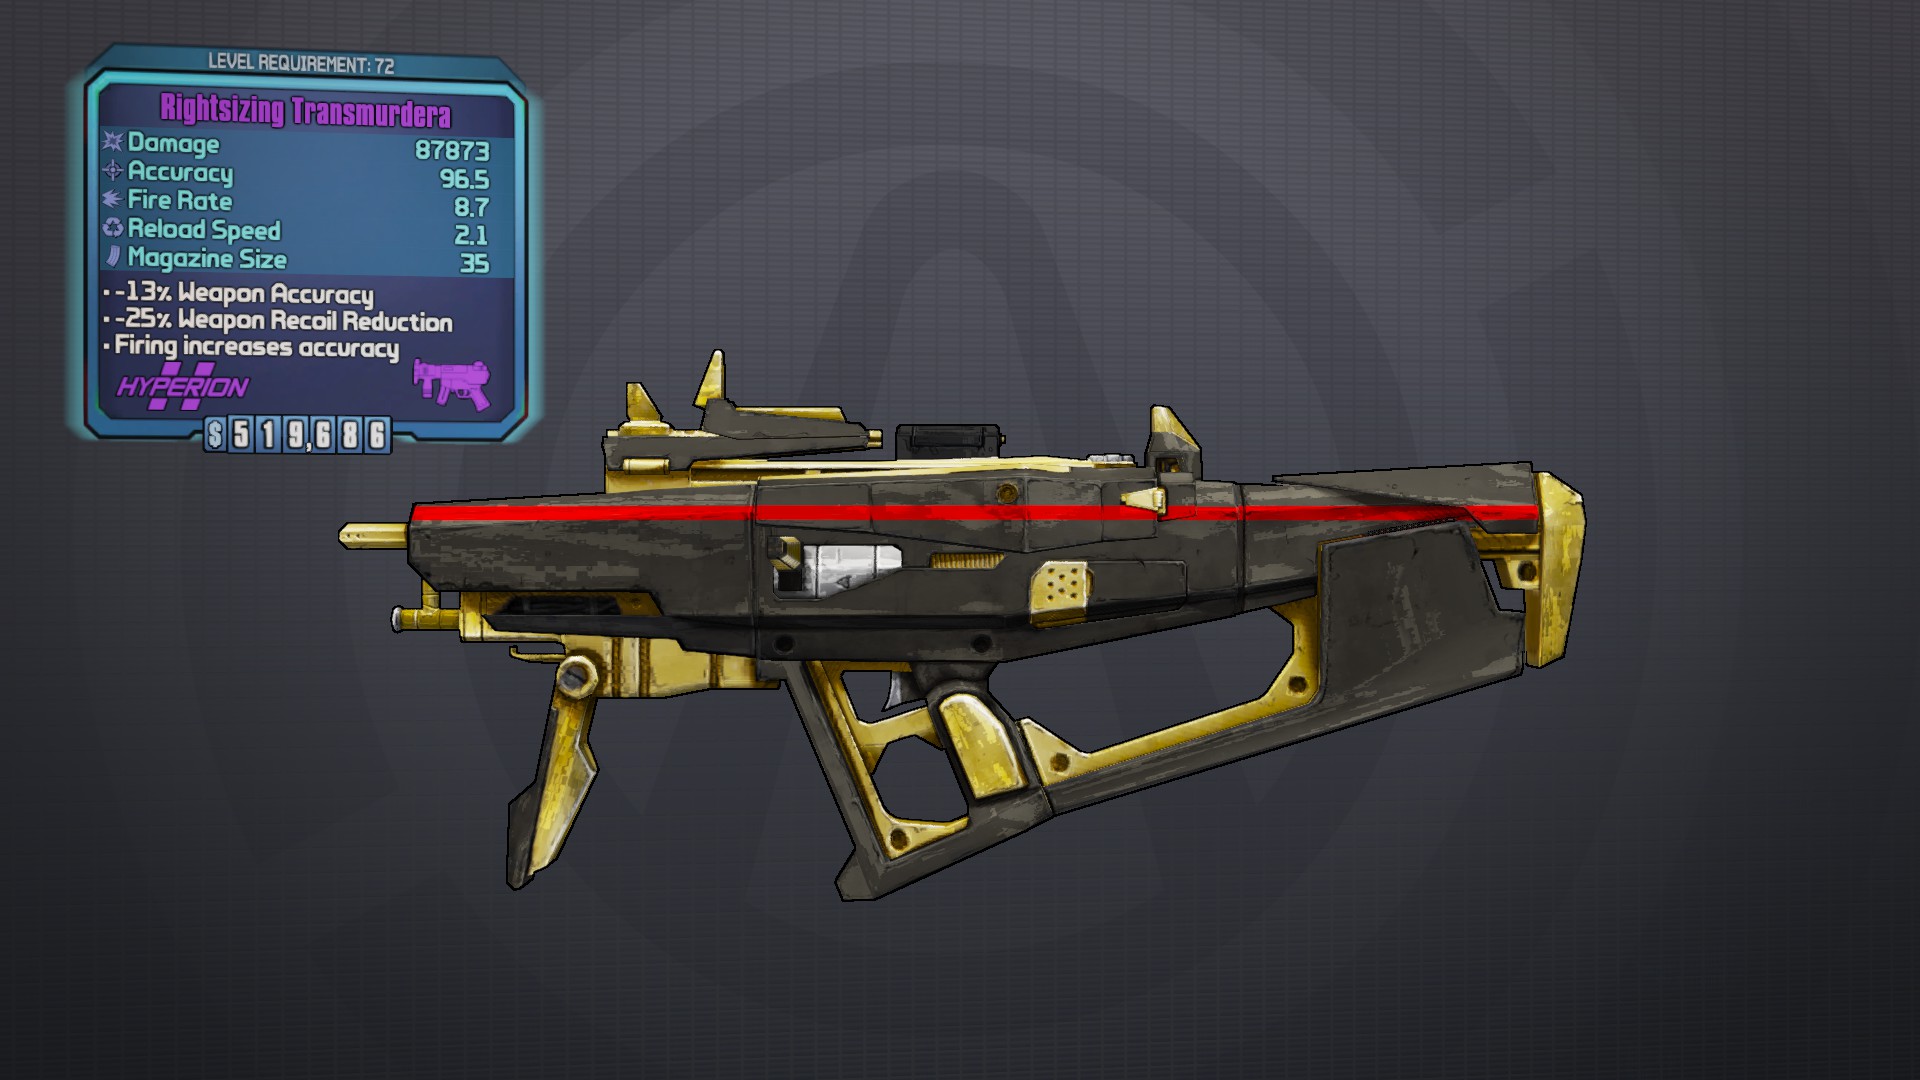 LEVEL REQUIREMENT: 72
Rightsizing Transmurdera
Damage 87873
Accuracy 96.5
Fire Rate 8.7
Reload Speed 2.1
Magazine Size 35
• -13% Weapon Accuracy
• -25% Weapon Recoil Reduction
• Firing increases accuracy
HYPERION
$519,686